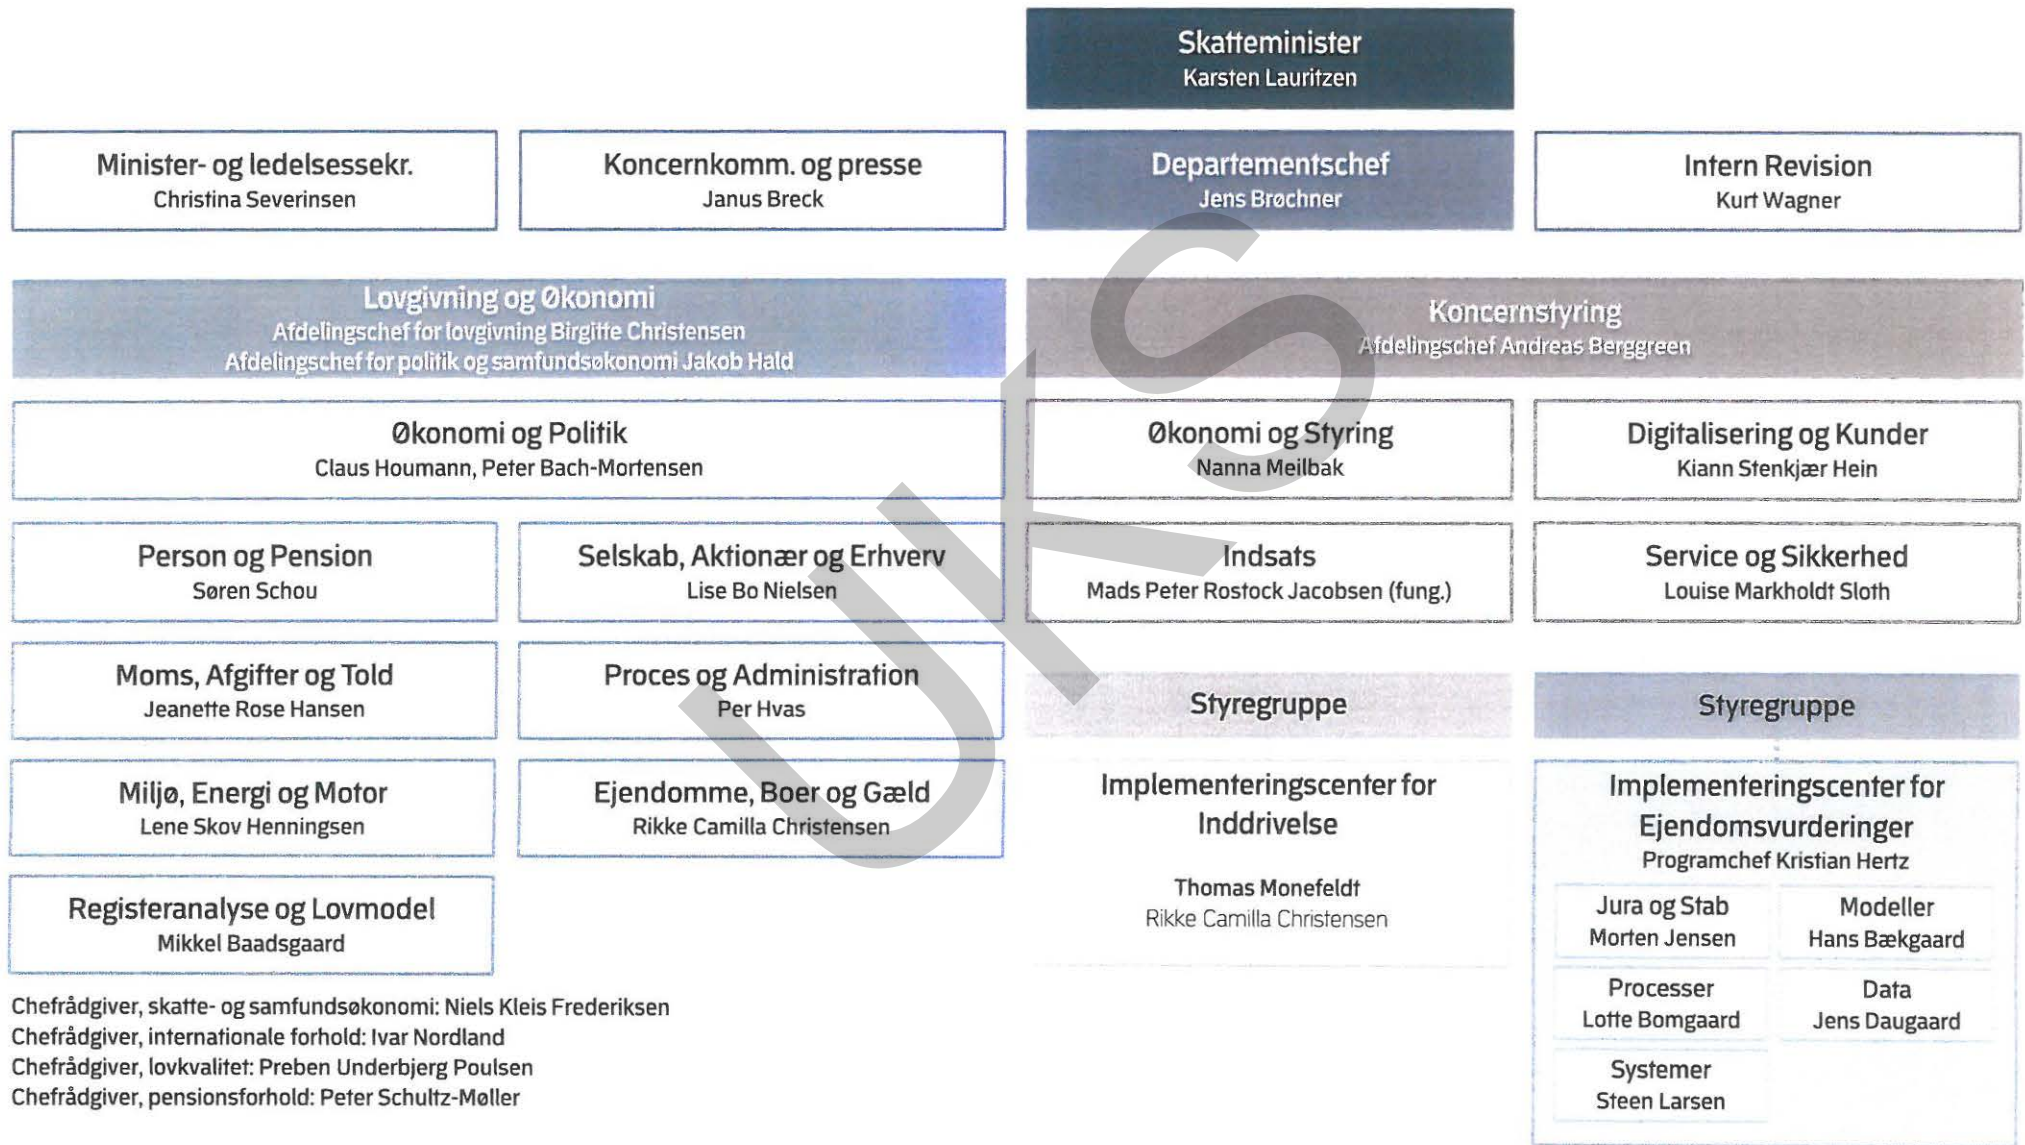 Skatteminister
Karsten Lauritzen
Minister- og ledelsessekr.
Christina Severinsen
Koncernkomm. og presse
Janus Breck
Departementschef
Jens Brøchner
Intern Revision
Kurt Wagner
Lovgivning og Økonomi
Afdelingschef for lovgivning Birgitte Christensen
Afdelingschef for politik og samfundsøkonomi Jakob Hald
Koncernstyring
Afdelingschef Andreas Berggreen
Økonomi og Politik
Claus Houmann, Peter Bach-Mortensen
Økonomi og Styring
Nanna Meilbak
Digitalisering og Kunder
Kiann Stenkjær Hein
Person og Pension
Søren Schou
Selskab, Aktionær og Erhverv
Lise Bo Nielsen
Indsats
Mads Peter Rostock Jacobsen (fung.)
Service og Sikkerhed
Louise Markholdt Sloth
Moms, Afgifter og Told
Jeanette Rose Hansen
Proces og Administration
Per Hvas
Styregruppe
Styregruppe
Miljø, Energi og Motor
Lene Skov Henningsen
Ejendomme, Boer og Gæld
Rikke Camilla Christensen
Implementeringscenter for
Inddrivelse
Thomas Monefeldt
Rikke Camilla Christensen
Implementeringscenter for
Ejendomsvurderinger
Programchef Kristian Hertz
Jura og Stab
Morten Jensen
Modeller
Hans Bækgaard
Processer
Lotte Bomgaard
Data
Jens Daugaard
Systemer
Steen Larsen
Registeranalyse og Lovmodel
Mikkel Baadsgaard
Chefrådgiver, skatte- og samfundsøkonomi: Niels Kleis Frederiksen
Chefrådgiver, internationale forhold: Ivar Nordland
Chefrådgiver, lovkvalitet: Preben Underbjerg Poulsen
Chefrådgiver, pensionsforhold: Peter Schultz-Møller
UKS